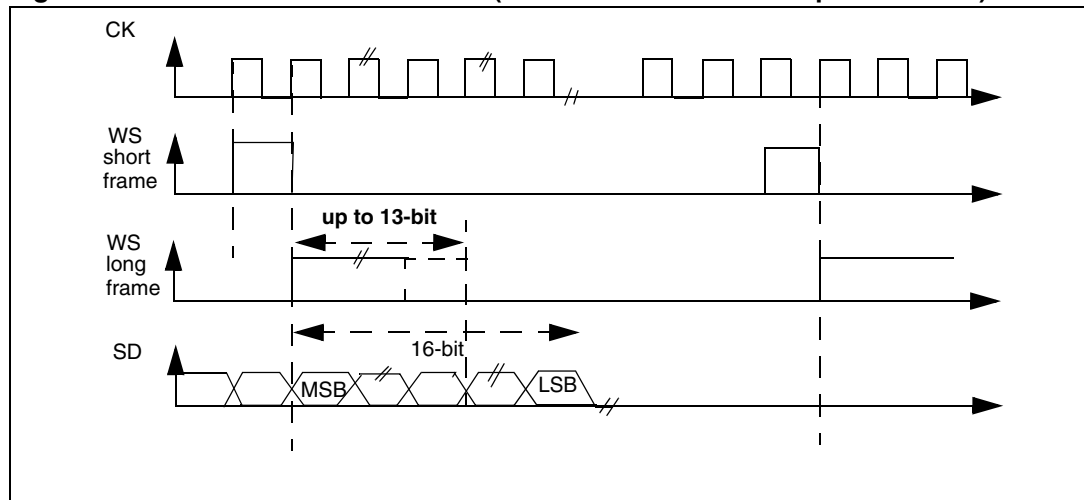 CK
WS
short
frame
up to 13-bit
WS
long
frame
16-bit
SD
MSB
LSB